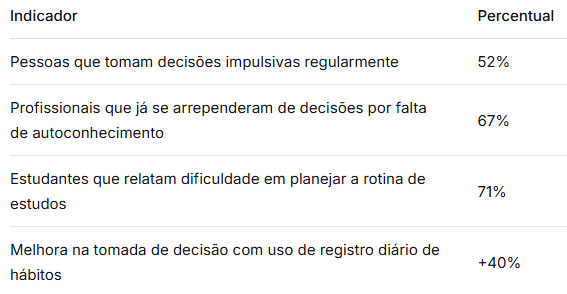 Indicador Percentual
Pessoas que tomam decisões impulsivas regularmente 52%
Profissionais que já se arrependeram de decisões por falta
de autoconhecimento 67%
Estudantes que relatam dificuldade em planejar a rotina de
estudos 71%
Melhora na tomada de decisão com uso de registro diário de
hábitos +40%